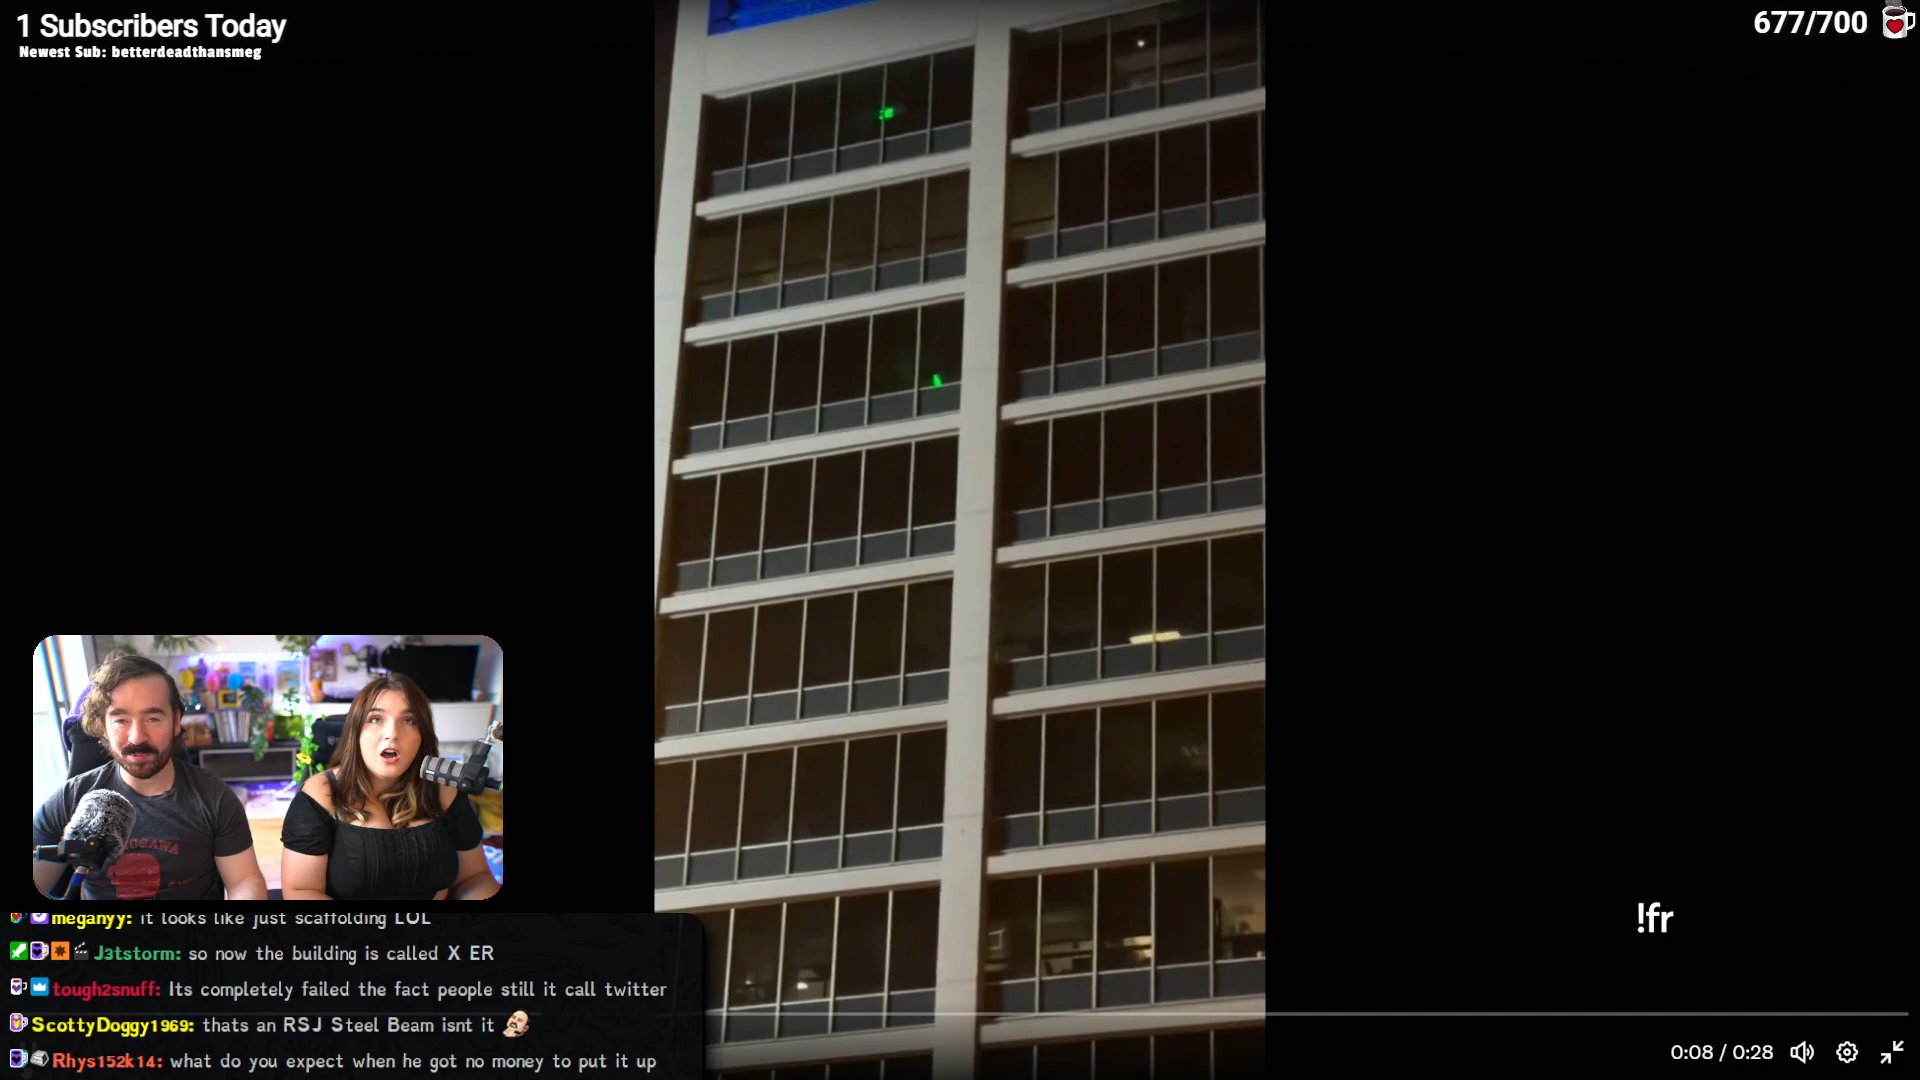 1 Subscribers Today
Newest Sub: betterdeadthansmeg
677/700
!fr
meganyy: it looks like just scaffolding LOL
J3tstorm: so now the building is called X ER
tough2snuff: Its completely failed the fact people still it call twitter
ScottyDoggy1969: thats an RSJ Steel Beam isnt it
Rhys152k14: what do you expect when he got no money to put it up
0:08 / 0:28